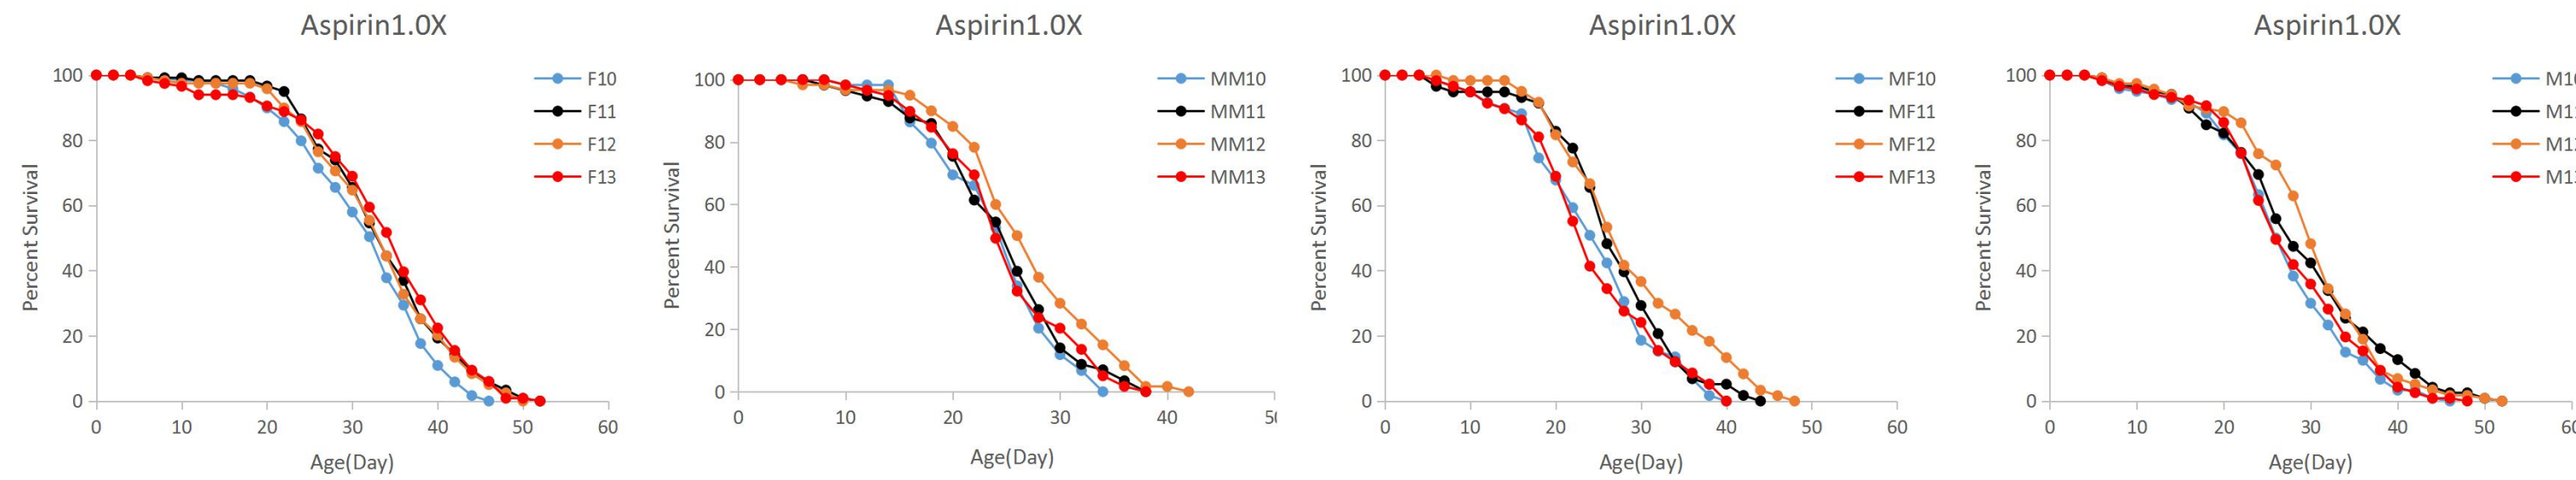 Aspirin1.0X
Percent Survival
100
80
60
40
20
0
0 10 20 30 40 50 60
Age(Day)
F10
F11
F12
F13
Aspirin1.0X
Percent Survival
100
80
60
40
20
0
0 10 20 30 40
Age(Day)
MM10
MM11
MM12
MM13
Aspirin1.0X
Percent Survival
100
80
60
40
20
0
0 10 20 30 40 50 60
Age(Day)
MF10
MF11
MF12
MF13
Aspirin1.0X
Percent Survival
100
80
60
40
20
0
0 10 20 30 40 50
Age(Day)